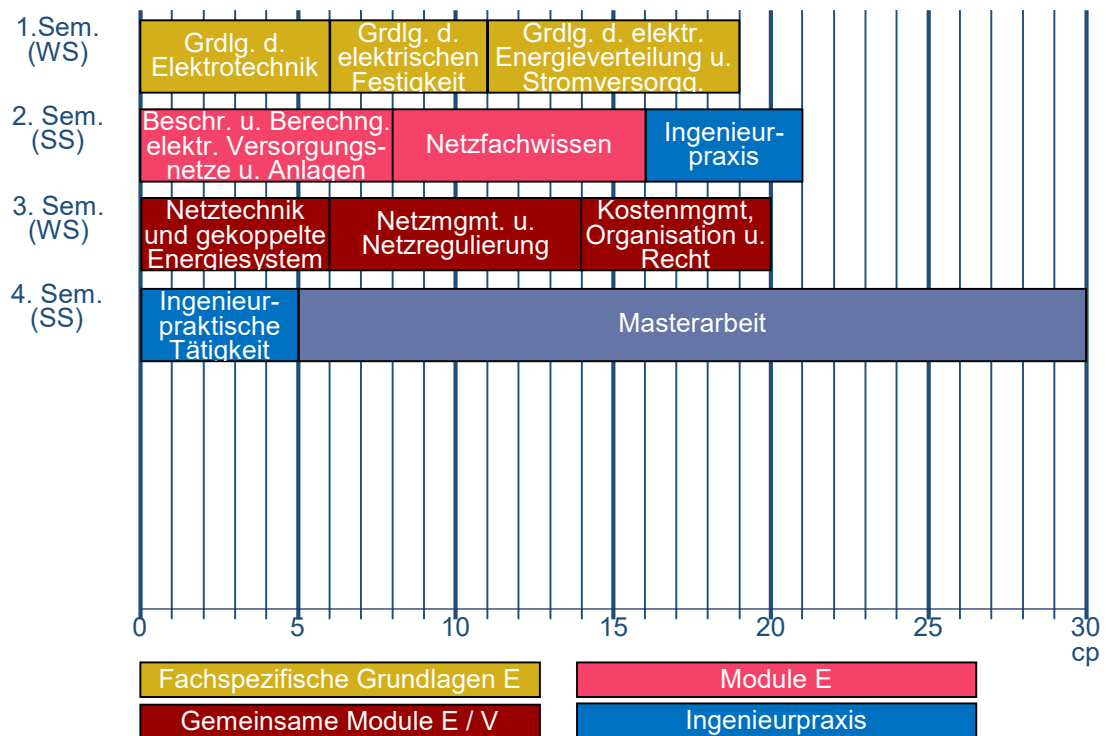 1.Sem.
(WS)
Grdlg. d.
Elektrotechnik
Grdlg. d.
elektrischen
Festigkeit
Grdlg. d. elektr.
Energieverteilung u.
Stromversorgg.
2. Sem.
(SS)
Beschr. u. Berechng.
elektr. Versorgungs-
netze u. Anlagen
Netzfachwissen
Ingenieur-
praxis
3. Sem.
(WS)
Netztechnik
und gekoppelte
Energiesystem
Netzmgmt. u.
Netzregulierung
Kostenmgmt,
Organisation u.
Recht
4. Sem.
(SS)
Ingenieur-
praktische
Tätigkeit
Masterarbeit
0 5 10 15 20 25 30
cp
Fachspezifische Grundlagen E
Module E
Gemeinsame Module E / V
Ingenieurpraxis